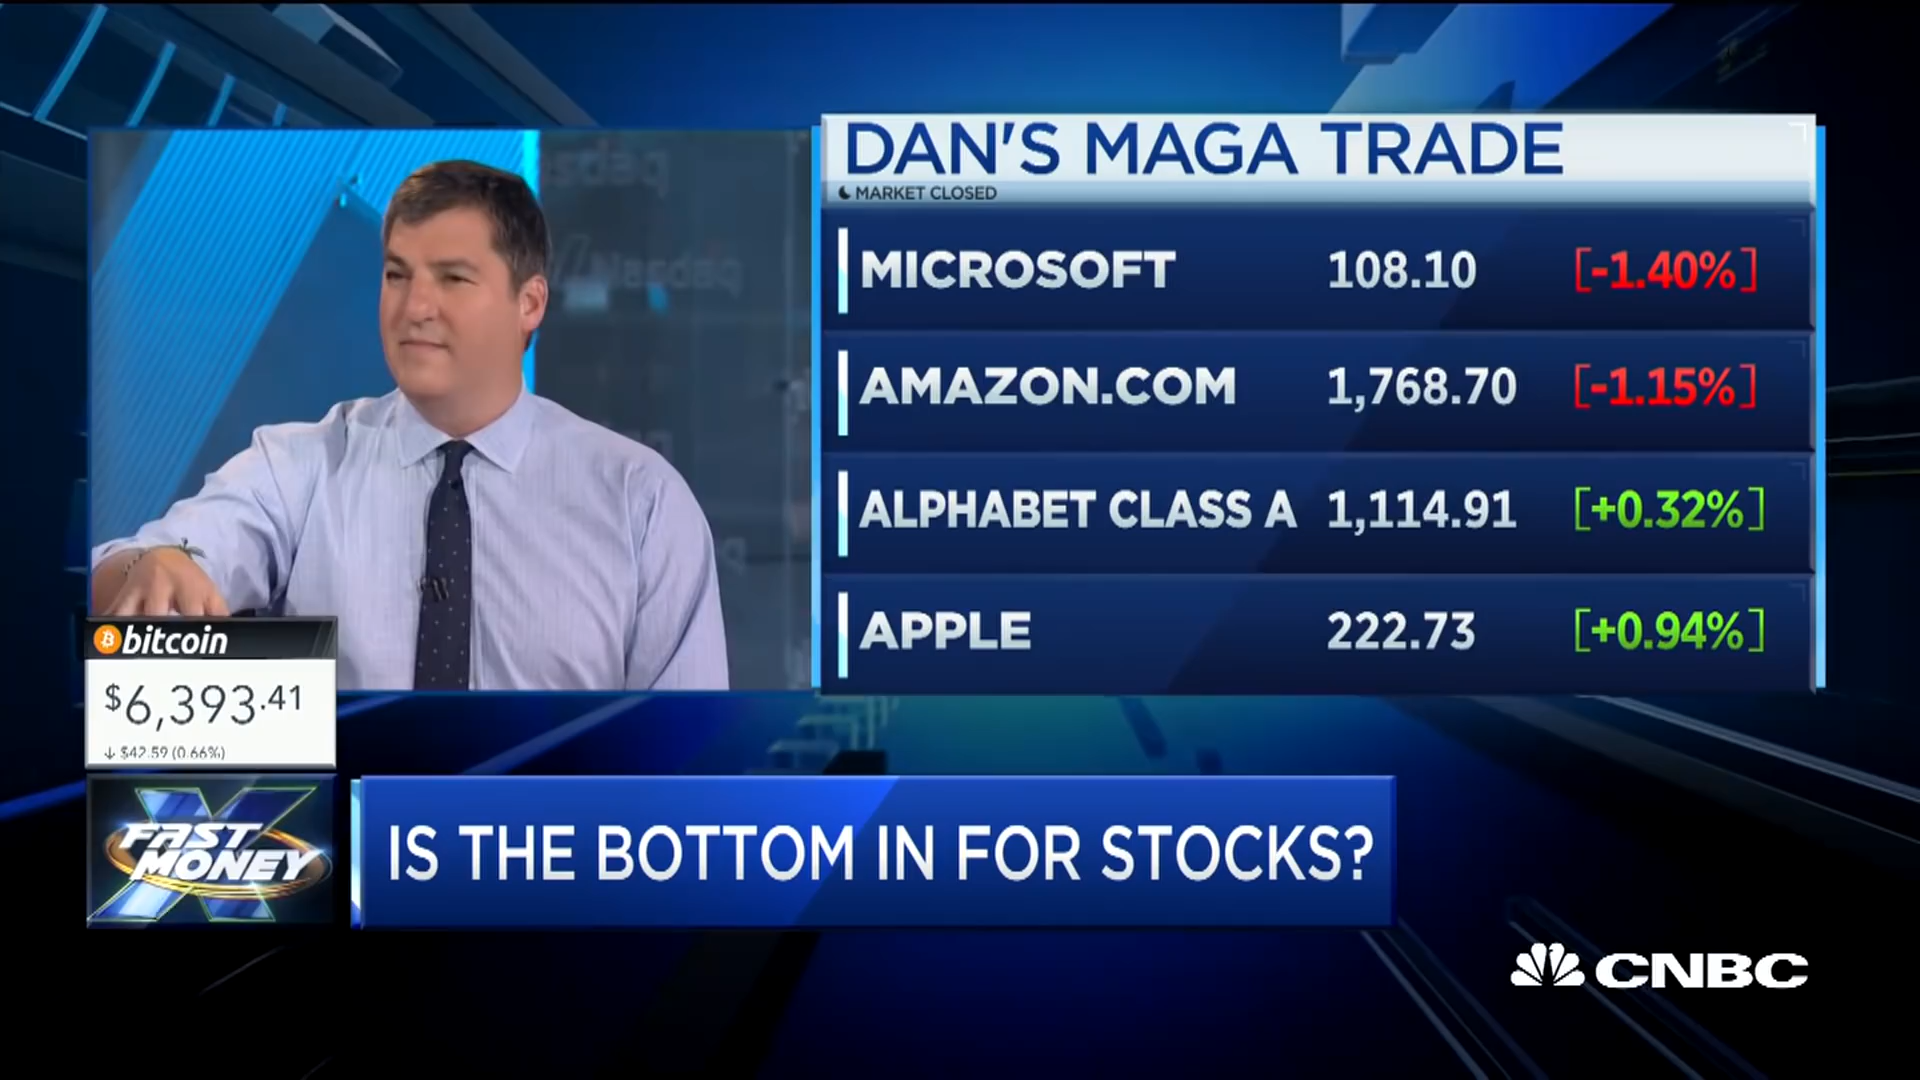 DAN'S MAGA TRADE
MARKET CLOSED
MICROSOFT 108.10 [-1.40%]
AMAZON.COM 1,768.70 [-1.15%]
ALPHABET CLASS A 1,114.91 [+0.32%]
APPLE 222.73 [+0.94%]
asdaq
Nasdaq
bitcoin
$6,393.41
↓ $42.59 (0.66%)
FAST MONEY
IS THE BOTTOM IN FOR STOCKS?
CNBC